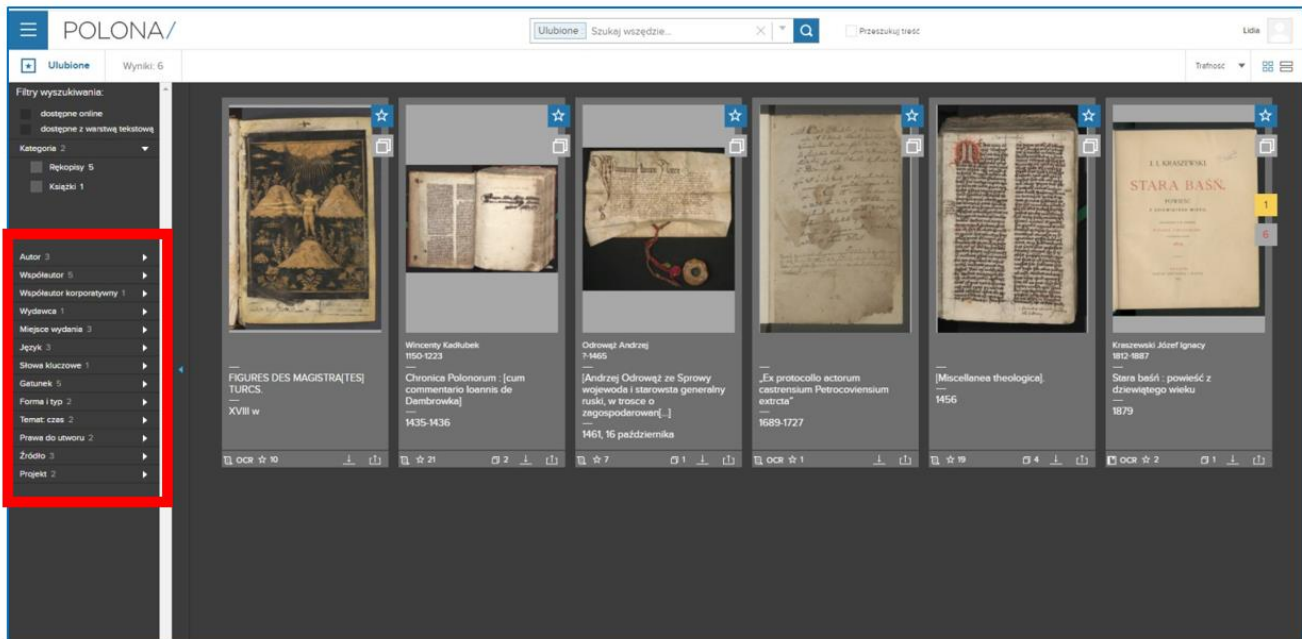 POLONA/
Ulubione Szukaj wszędzie...
Przeszukuj treść
Lidia
Ulubione
Wyniki: 6
Trafność
Filtry wyszukiwania:
dostępne online
dostępne z warstwą tekstową
Kategoria 2
Rękopisy 5
Książki 1
Autor 3
Współautor 5
Współautor korporatywny 1
Wydawca 1
Miejsce wydania 3
Język 3
Słowa kluczowe 1
Gatunek 5
Forma i typ 2
Temat: czas 2
Prawa do utworu 2
Źródło 3
Projekt 2
FIGURES DES MAGISTRA[TES]
TURCS.
—
XVIII w
OCR 10
Wincenty Kadłubek
1150-1223
—
Chronica Polonorum : [cum
commentario Ioannis de
Dambrowka]
—
1435-1436
21 2
Odrowąż Andrzej
?-1465
—
[Andrzej Odrowąż ze Sprowy
wojewoda i starowsta generalny
ruski, w trosce o
zagospodarowan[...]
—
1461, 16 października
7 1
„Ex protocollo actorum
castrensium Petrocoviensium
extrcta"
—
1689-1727
OCR 1
[Miscellanea theologica].
—
1456
19 4
I. I. KRASZEWSKI
STARA BAŚŃ.
POWIEŚĆ
1
6
Kraszewski Józef Ignacy
1812-1887
—
Stara baśń : powieść z
dziewiątego wieku
—
1879
OCR 2 1